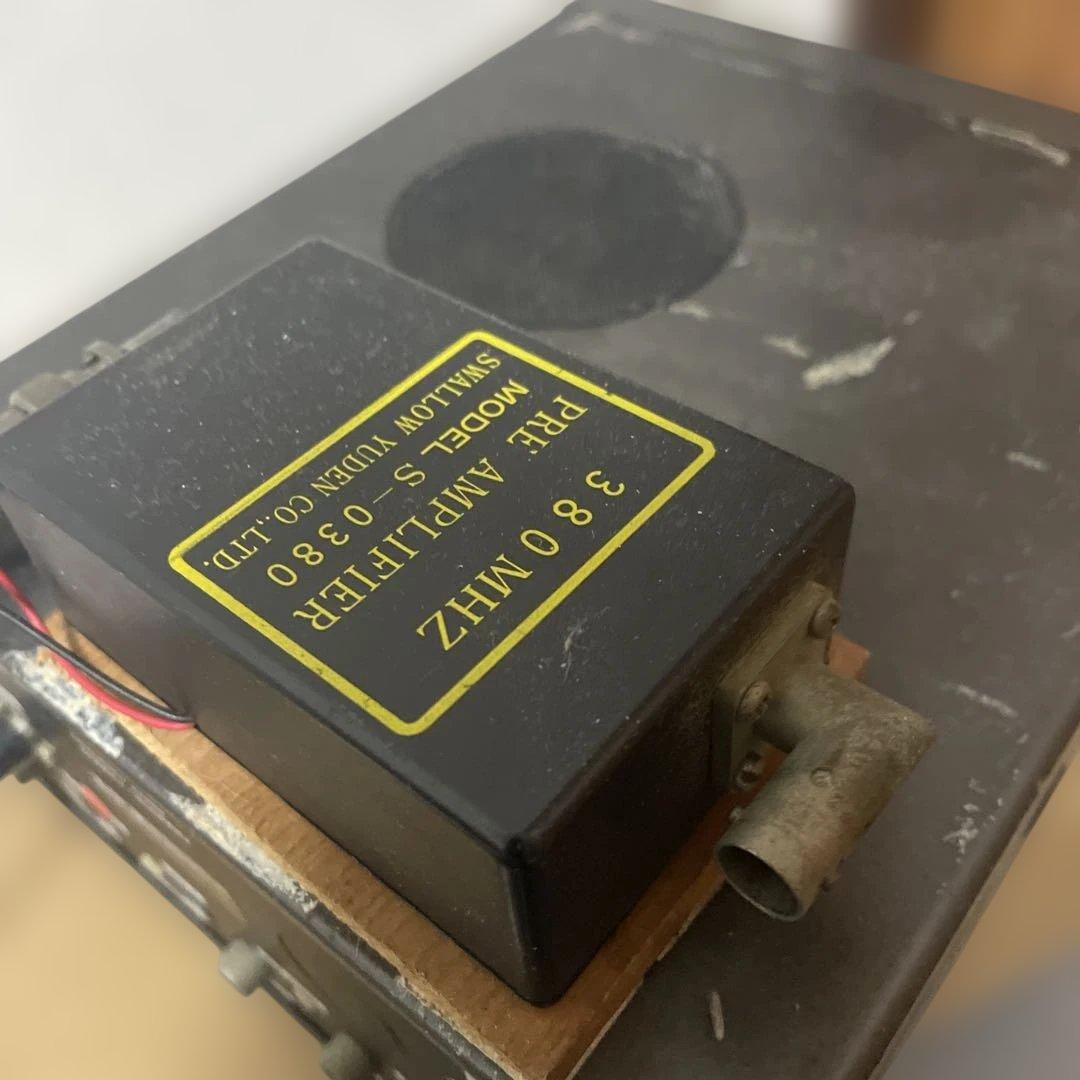 380MHZ
PRE AMPLIFIER
MODEL S-0380
SWALLOW YUDEN CO.,LTD.